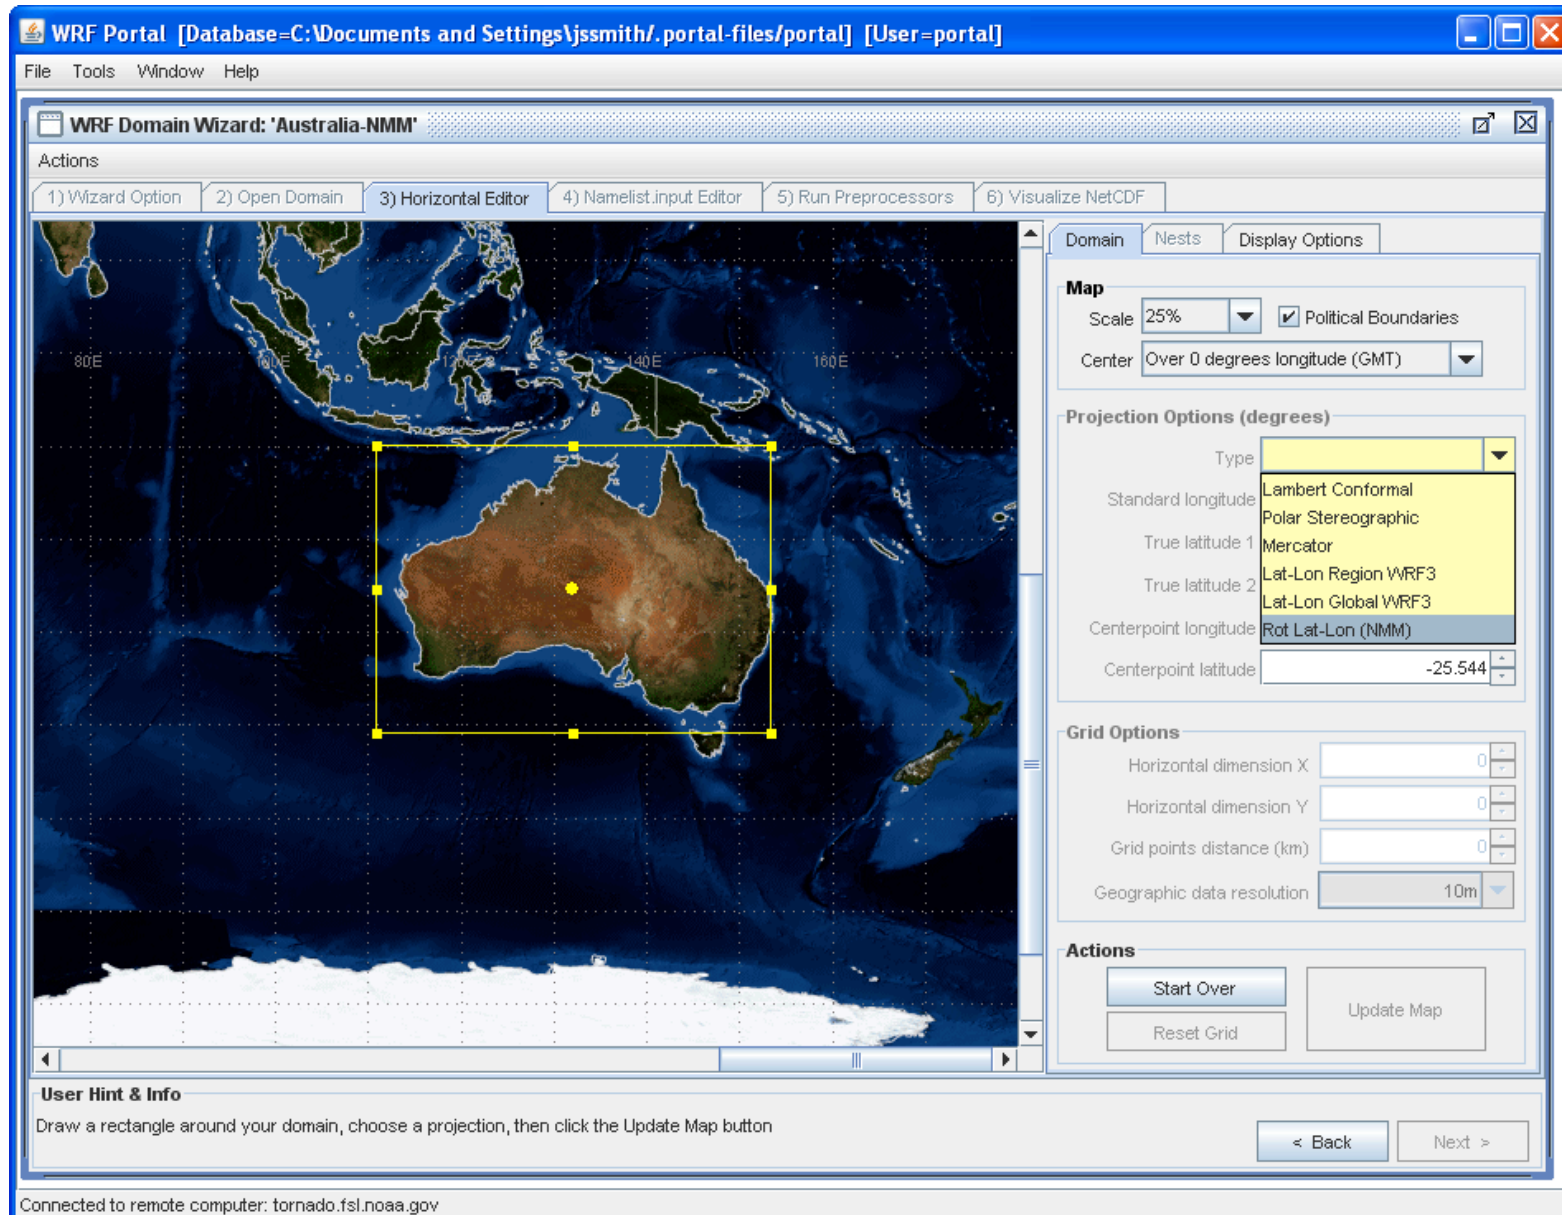 WRF Portal [Database=C:\Documents and Settings\jssmith/.portal-files/portal] [User=portal]
File Tools Window Help
WRF Domain Wizard: 'Australia-NMM'
Actions
1) Wizard Option 2) Open Domain 3) Horizontal Editor 4) Namelist.input Editor 5) Run Preprocessors 6) Visualize NetCDF
80E 120E 140E 160E
Domain Nests Display Options
Map
Scale 25% Political Boundaries
Center Over 0 degrees longitude (GMT)
Projection Options (degrees)
Type
Lambert Conformal
Polar Stereographic
Mercator
Lat-Lon Region WRF3
Lat-Lon Global WRF3
Rot Lat-Lon (NMM)
Standard longitude
True latitude 1
True latitude 2
Centerpoint longitude
Centerpoint latitude -25.544
Grid Options
Horizontal dimension X 0
Horizontal dimension Y 0
Grid points distance (km) 0
Geographic data resolution 10m
Actions
Start Over
Update Map
Reset Grid
User Hint & Info
Draw a rectangle around your domain, choose a projection, then click the Update Map button
< Back Next >
Connected to remote computer: tornado.fsl.noaa.gov